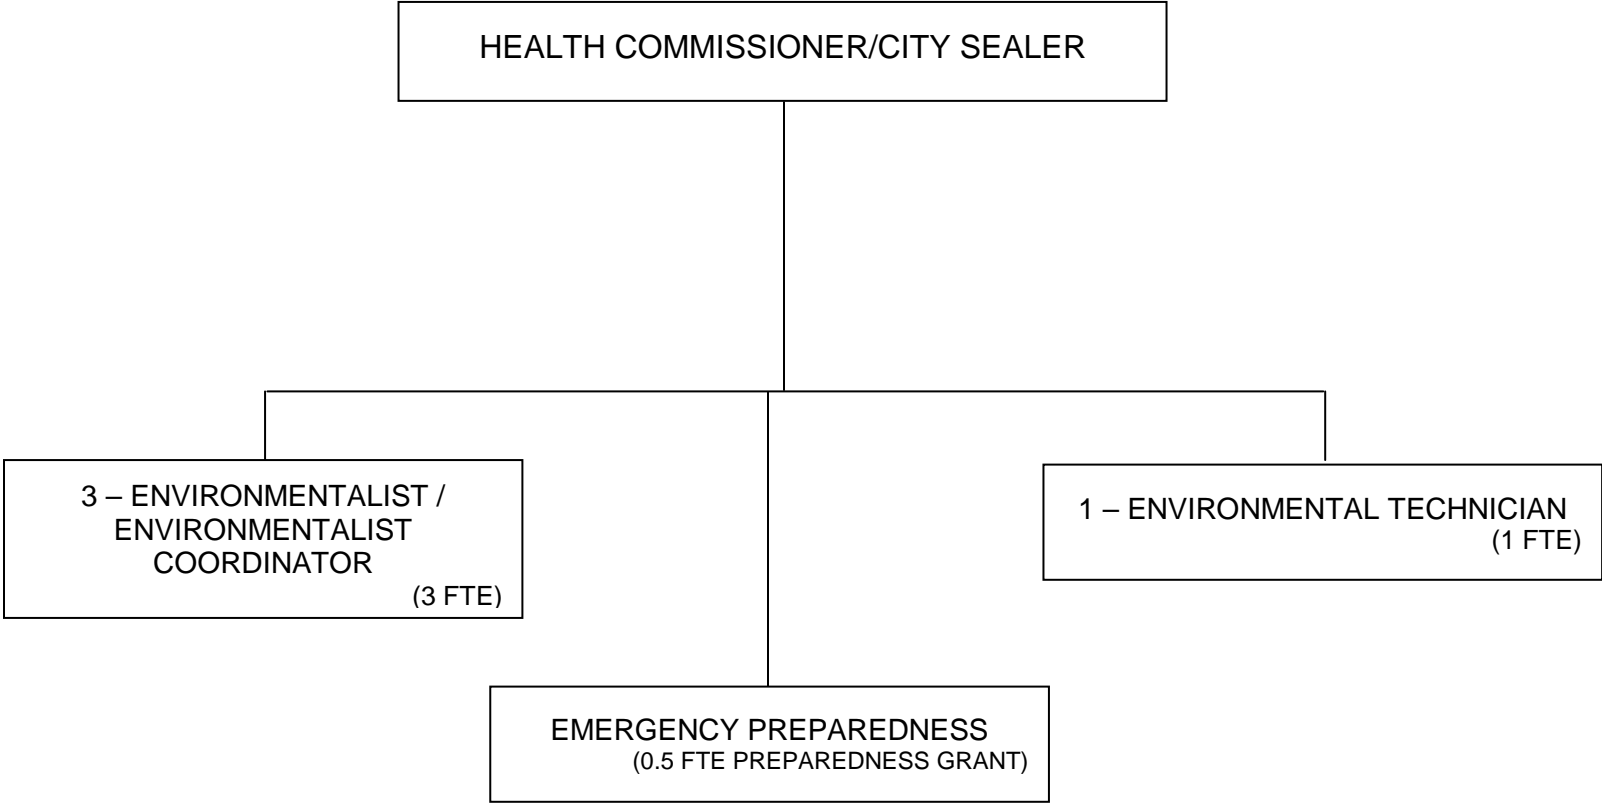 HEALTH COMMISSIONER/CITY SEALER
3 – ENVIRONMENTALIST /
ENVIRONMENTALIST
COORDINATOR
(3 FTE)
1 – ENVIRONMENTAL TECHNICIAN
(1 FTE)
EMERGENCY PREPAREDNESS
(0.5 FTE PREPAREDNESS GRANT)